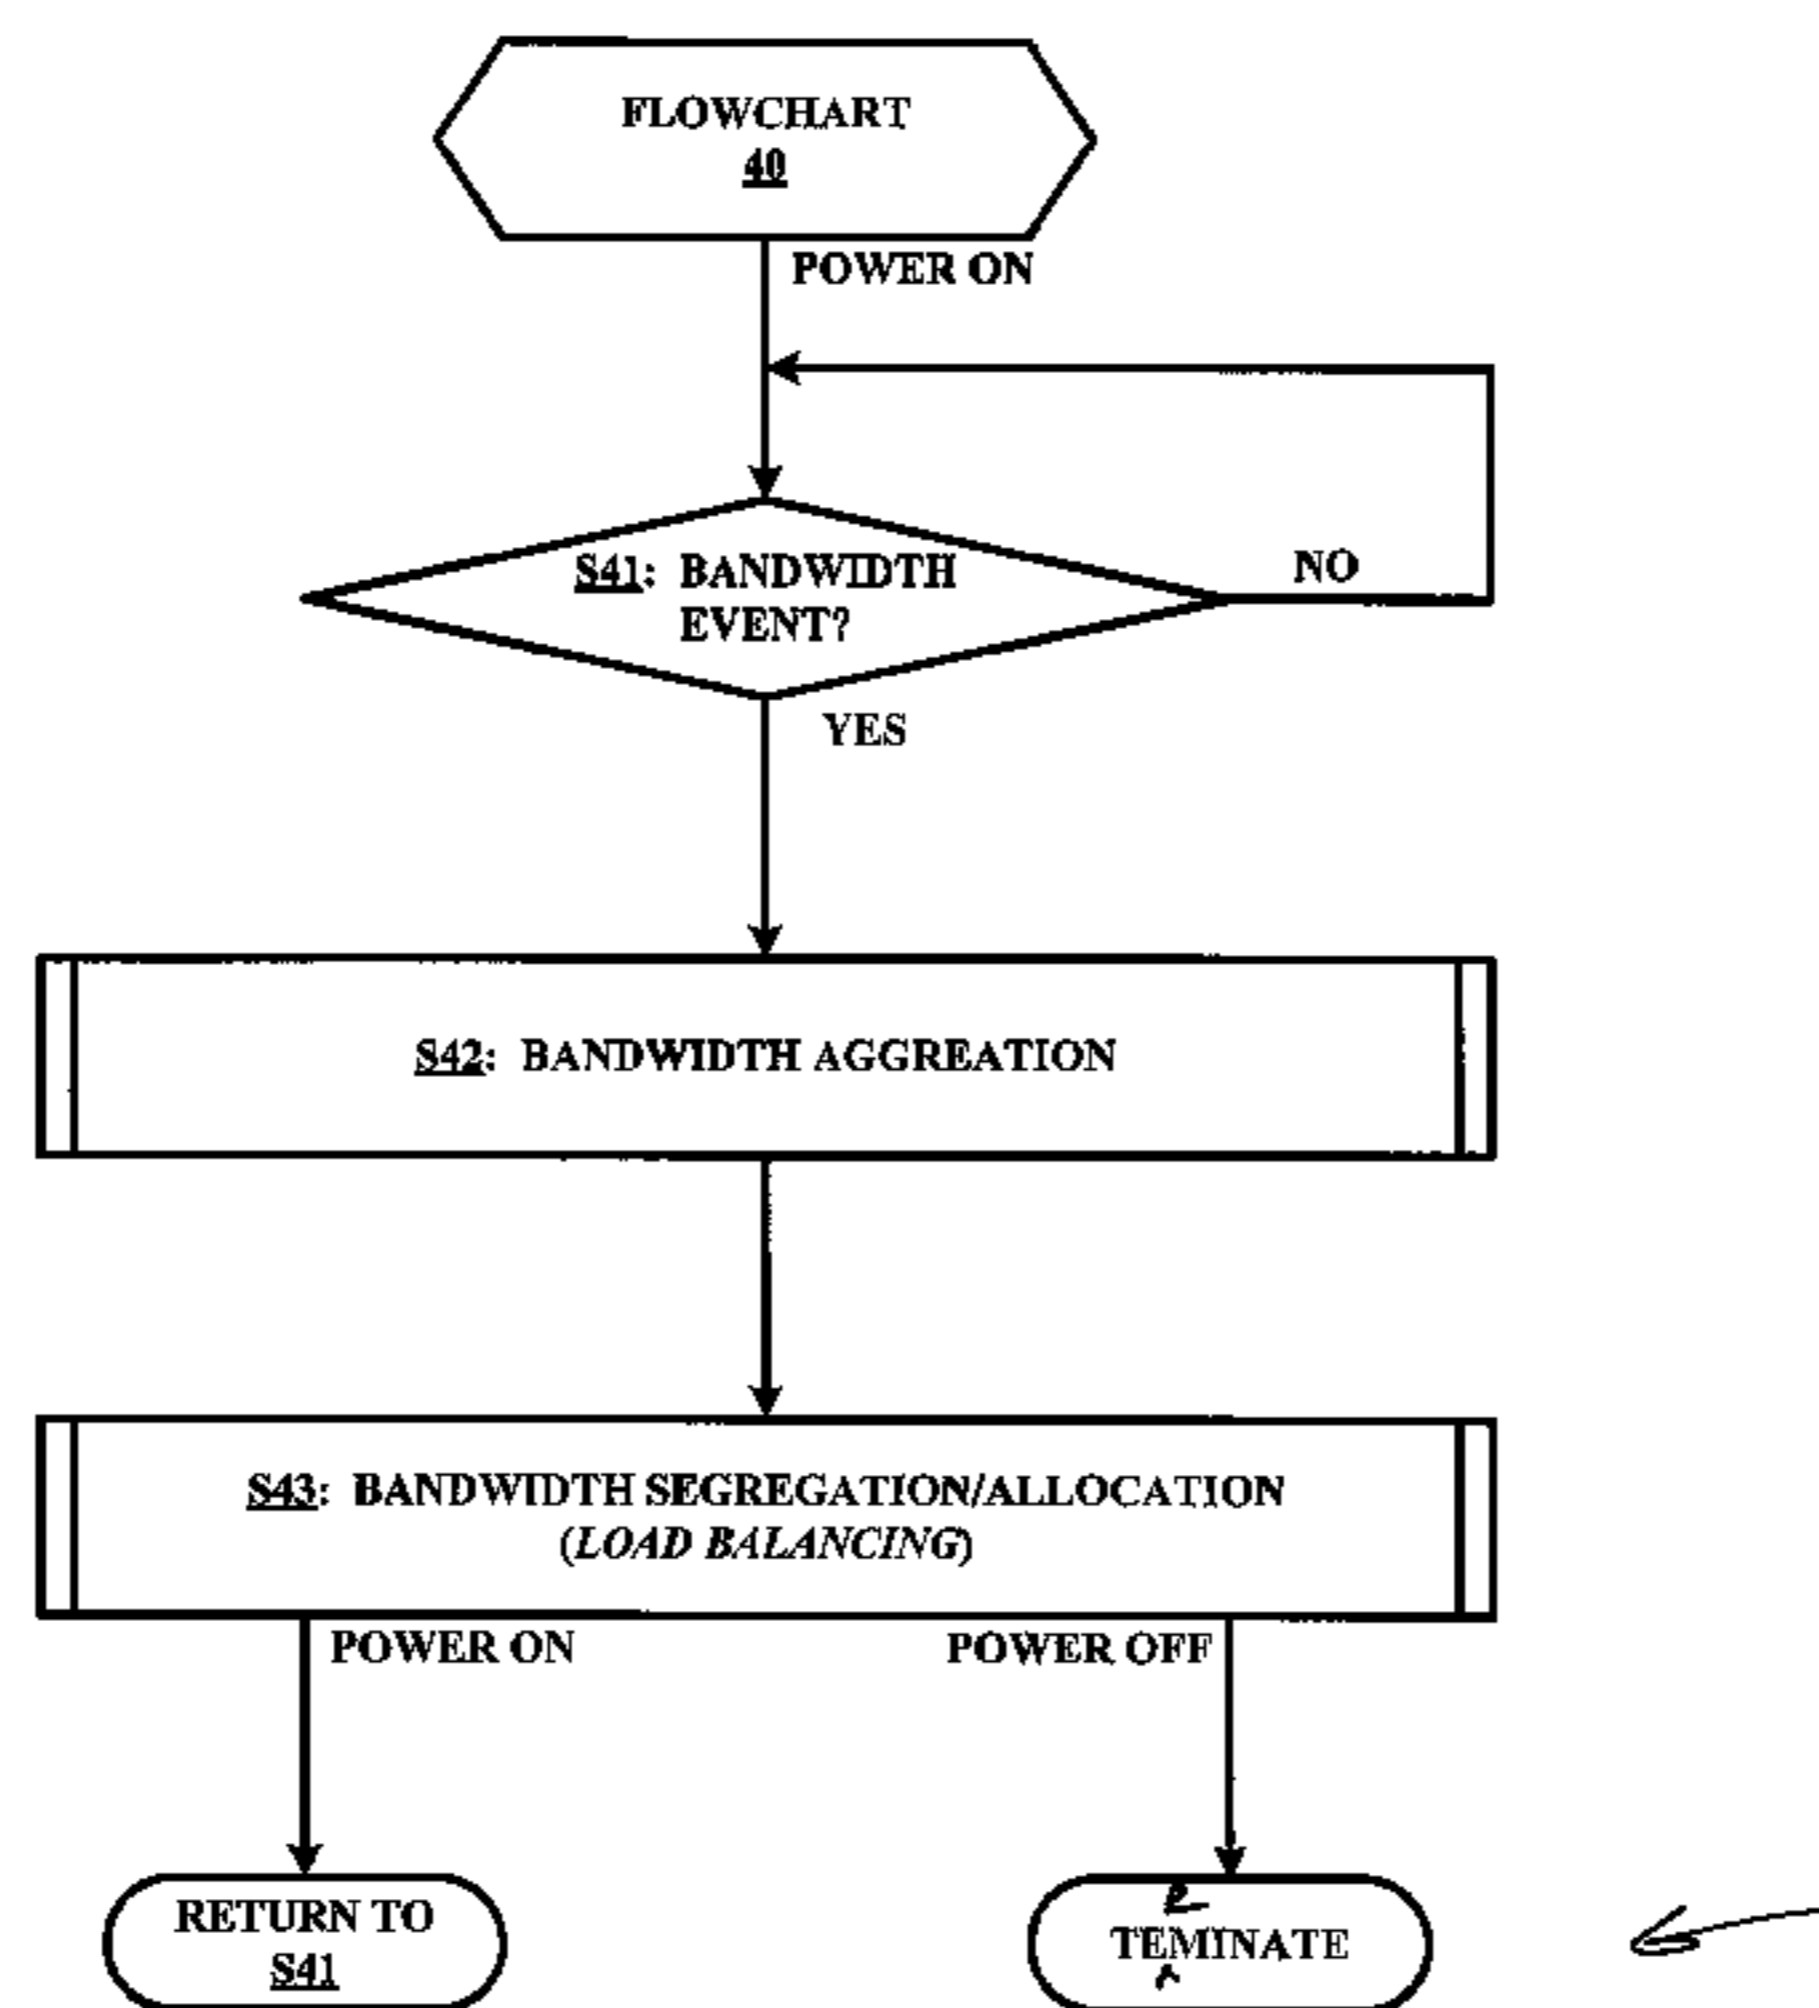 FLOWCHART
40
POWER ON
S41: BANDWIDTH
EVENT?
NO
YES
S42: BANDWIDTH AGGREATION
S43: BANDWIDTH SEGREGATION/ALLOCATION
(LOAD BALANCING)
POWER ON
POWER OFF
RETURN TO
S41
TEMINATE